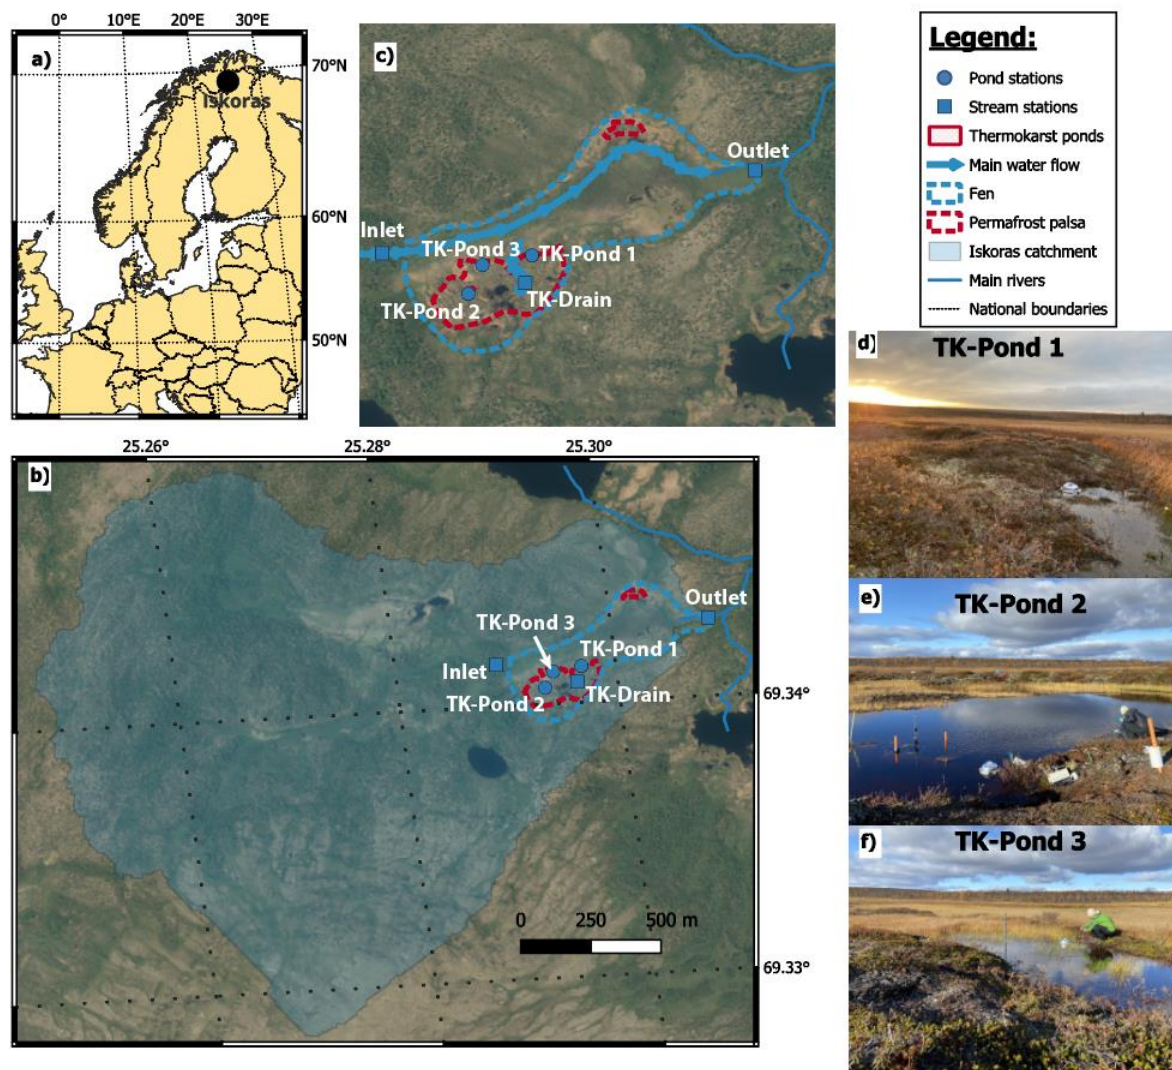 0° 10°E 20°E 30°E
a)
70°N
Iskoras
60°N
50°N
c)
Outlet
Inlet
TK-Pond 3
TK-Pond 1
TK-Drain
TK-Pond 2
Legend:
Pond stations
Stream stations
Thermokarst ponds
Main water flow
Fen
Permafrost palsa
Iskoras catchment
Main rivers
National boundaries
d)
TK-Pond 1
25.26° 25.28° 25.30°
b)
Outlet
TK-Pond 3
TK-Pond 1
Inlet
TK-Drain
TK-Pond 2
69.34°
0 250 500 m
69.33°
e)
TK-Pond 2
f)
TK-Pond 3